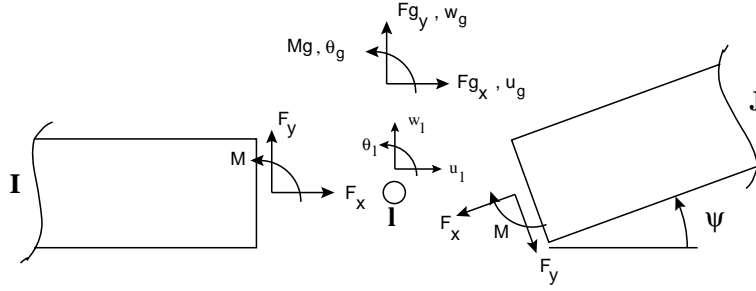 Fg_y , w_g
Mg , θ_g
Fg_x , u_g
F_y
M
F_x
I
w_l
θ_l
u_l
l
J
F_x
M
F_y
ψ